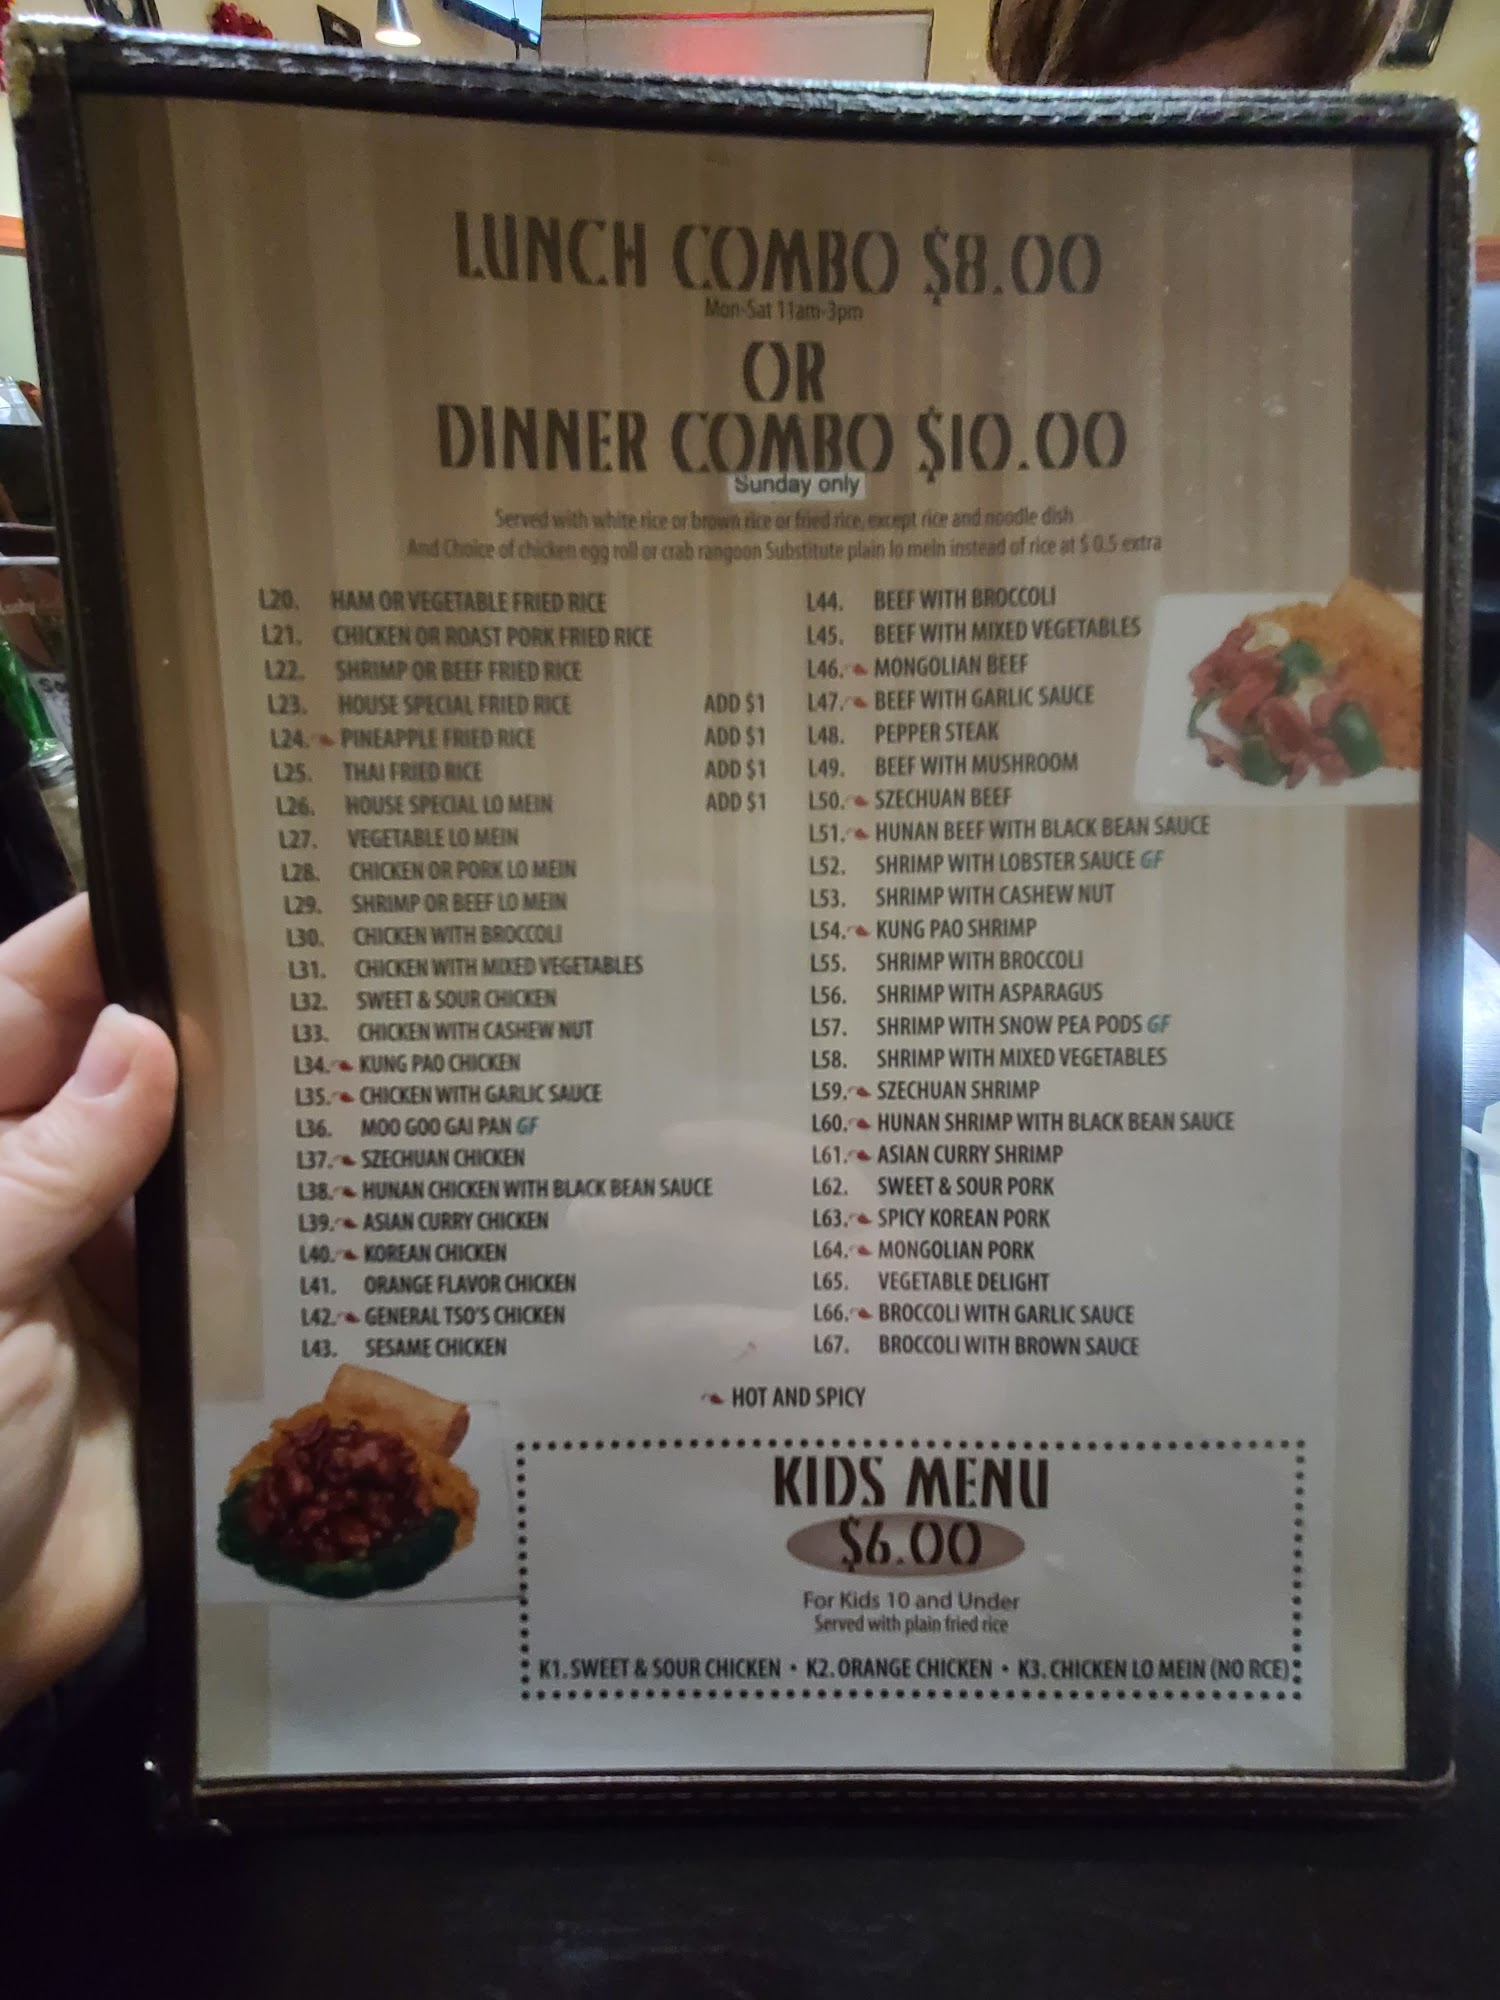 LUNCH COMBO $8.00
Mon-Sat 11am-3pm
OR
DINNER COMBO $10.00
Sunday only
Served with white rice or brown rice or fried rice, except rice and noodle dish
And Choice of chicken egg roll or crab rangoon Substitute plain lo mein instead of rice at $ 0.5 extra
L20. HAM OR VEGETABLE FRIED RICE
L21. CHICKEN OR ROAST PORK FRIED RICE
L22. SHRIMP OR BEEF FRIED RICE
L23. HOUSE SPECIAL FRIED RICE ADD $1
L24. PINEAPPLE FRIED RICE ADD $1
L25. THAI FRIED RICE ADD $1
L26. HOUSE SPECIAL LO MEIN ADD $1
L27. VEGETABLE LO MEIN
L28. CHICKEN OR PORK LO MEIN
L29. SHRIMP OR BEEF LO MEIN
L30. CHICKEN WITH BROCCOLI
L31. CHICKEN WITH MIXED VEGETABLES
L32. SWEET & SOUR CHICKEN
L33. CHICKEN WITH CASHEW NUT
L34. KUNG PAO CHICKEN
L35. CHICKEN WITH GARLIC SAUCE
L36. MOO GOO GAI PAN GF
L37. SZECHUAN CHICKEN
L38. HUNAN CHICKEN WITH BLACK BEAN SAUCE
L39. ASIAN CURRY CHICKEN
L40. KOREAN CHICKEN
L41. ORANGE FLAVOR CHICKEN
L42. GENERAL TSO'S CHICKEN
L43. SESAME CHICKEN
L44. BEEF WITH BROCCOLI
L45. BEEF WITH MIXED VEGETABLES
L46. MONGOLIAN BEEF
L47. BEEF WITH GARLIC SAUCE
L48. PEPPER STEAK
L49. BEEF WITH MUSHROOM
L50. SZECHUAN BEEF
L51. HUNAN BEEF WITH BLACK BEAN SAUCE
L52. SHRIMP WITH LOBSTER SAUCE GF
L53. SHRIMP WITH CASHEW NUT
L54. KUNG PAO SHRIMP
L55. SHRIMP WITH BROCCOLI
L56. SHRIMP WITH ASPARAGUS
L57. SHRIMP WITH SNOW PEA PODS GF
L58. SHRIMP WITH MIXED VEGETABLES
L59. SZECHUAN SHRIMP
L60. HUNAN SHRIMP WITH BLACK BEAN SAUCE
L61. ASIAN CURRY SHRIMP
L62. SWEET & SOUR PORK
L63. SPICY KOREAN PORK
L64. MONGOLIAN PORK
L65. VEGETABLE DELIGHT
L66. BROCCOLI WITH GARLIC SAUCE
L67. BROCCOLI WITH BROWN SAUCE
HOT AND SPICY
KIDS MENU
$6.00
For Kids 10 and Under
Served with plain fried rice
K1. SWEET & SOUR CHICKEN • K2. ORANGE CHICKEN • K3. CHICKEN LO MEIN (NO RCE)